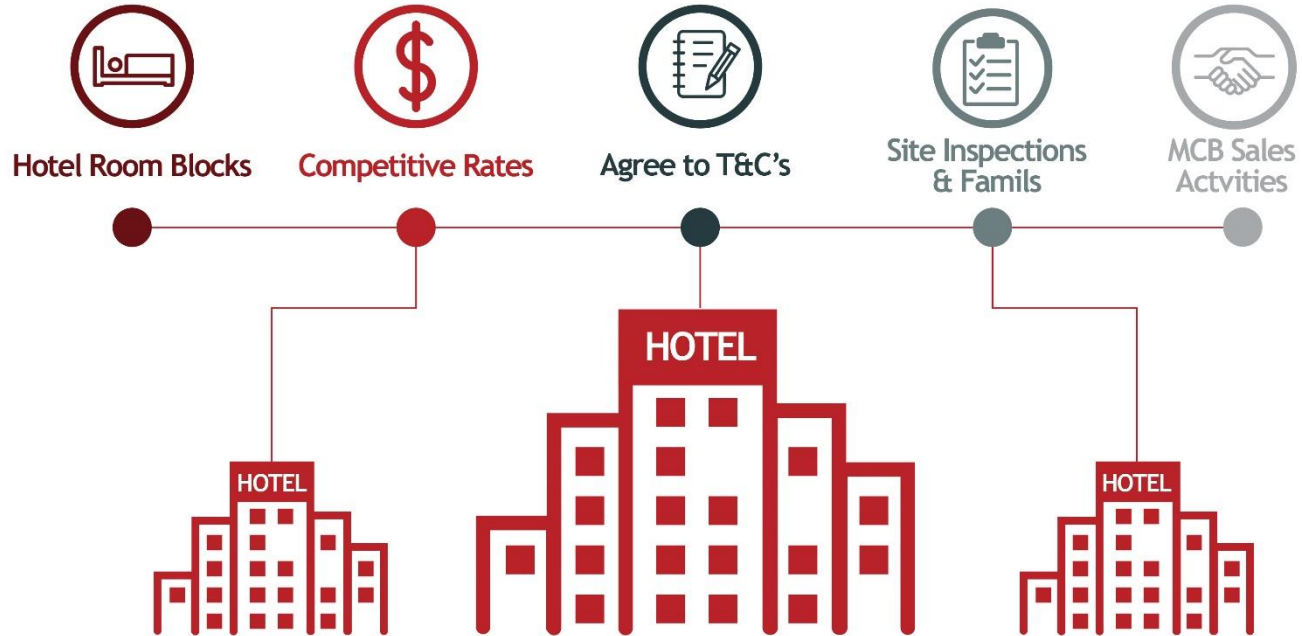 Hotel Room Blocks
Competitive Rates
Agree to T&C's
Site Inspections
& Famils
MCB Sales
Actvities
HOTEL
HOTEL
HOTEL